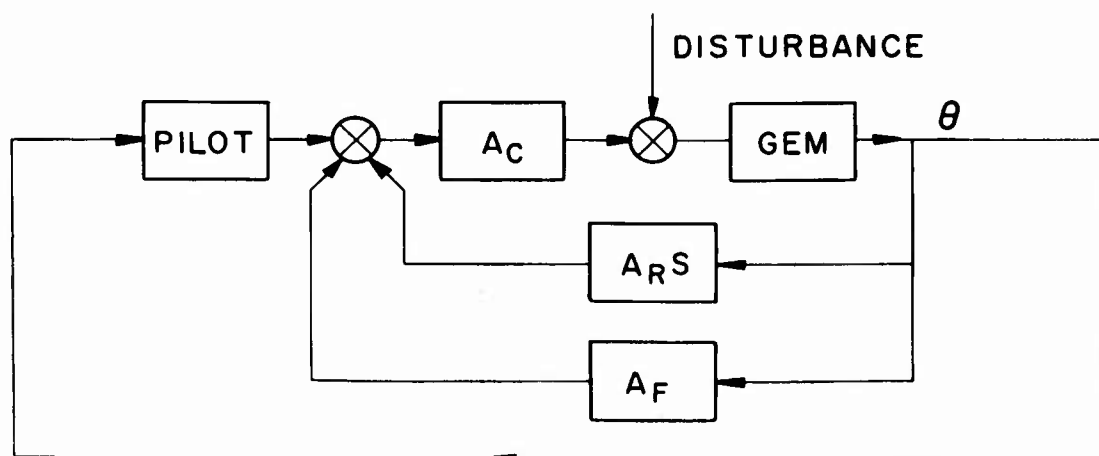 DISTURBANCE
PILOT
A_C
GEM
θ
A_R S
A_F